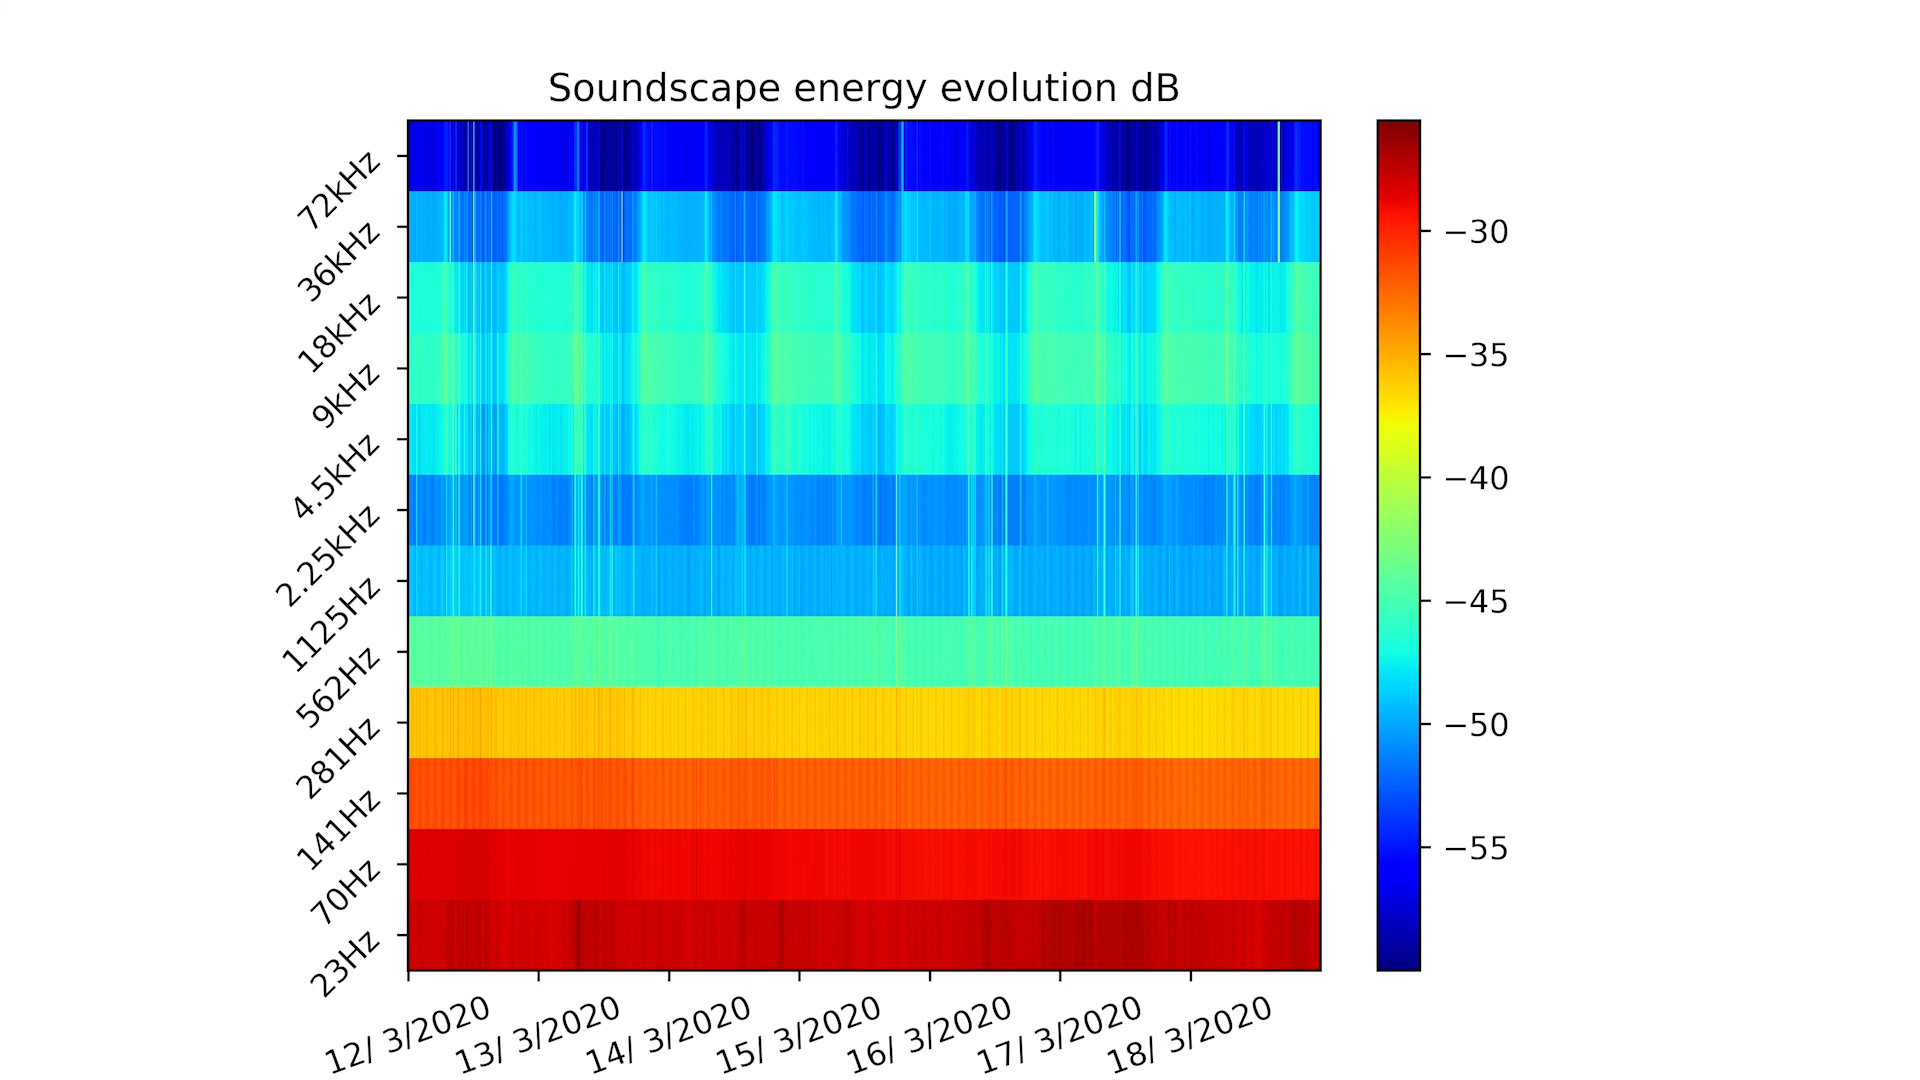 Soundscape energy evolution dB
72kHz
36kHz
18kHz
9kHz
4.5kHz
2.25kHz
1125Hz
562Hz
281Hz
141Hz
70Hz
23Hz
12/ 3/2020
13/ 3/2020
14/ 3/2020
15/ 3/2020
16/ 3/2020
17/ 3/2020
18/ 3/2020
−30
−35
−40
−45
−50
−55